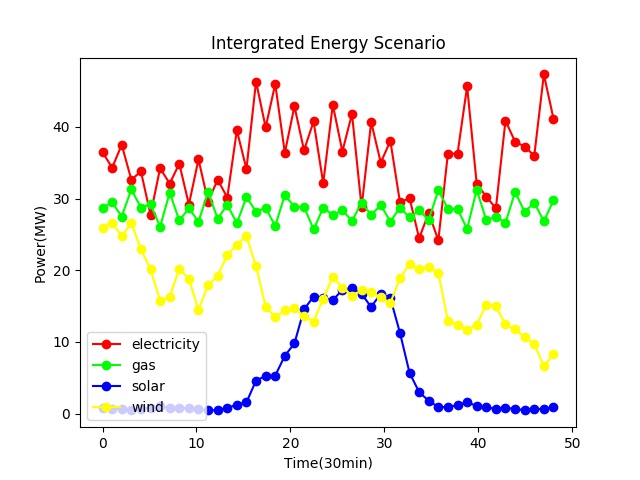 Intergrated Energy Scenario
Power(MW)
40
30
20
10
0
electricity
gas
solar
wind
0 10 20 30 40 50
Time(30min)